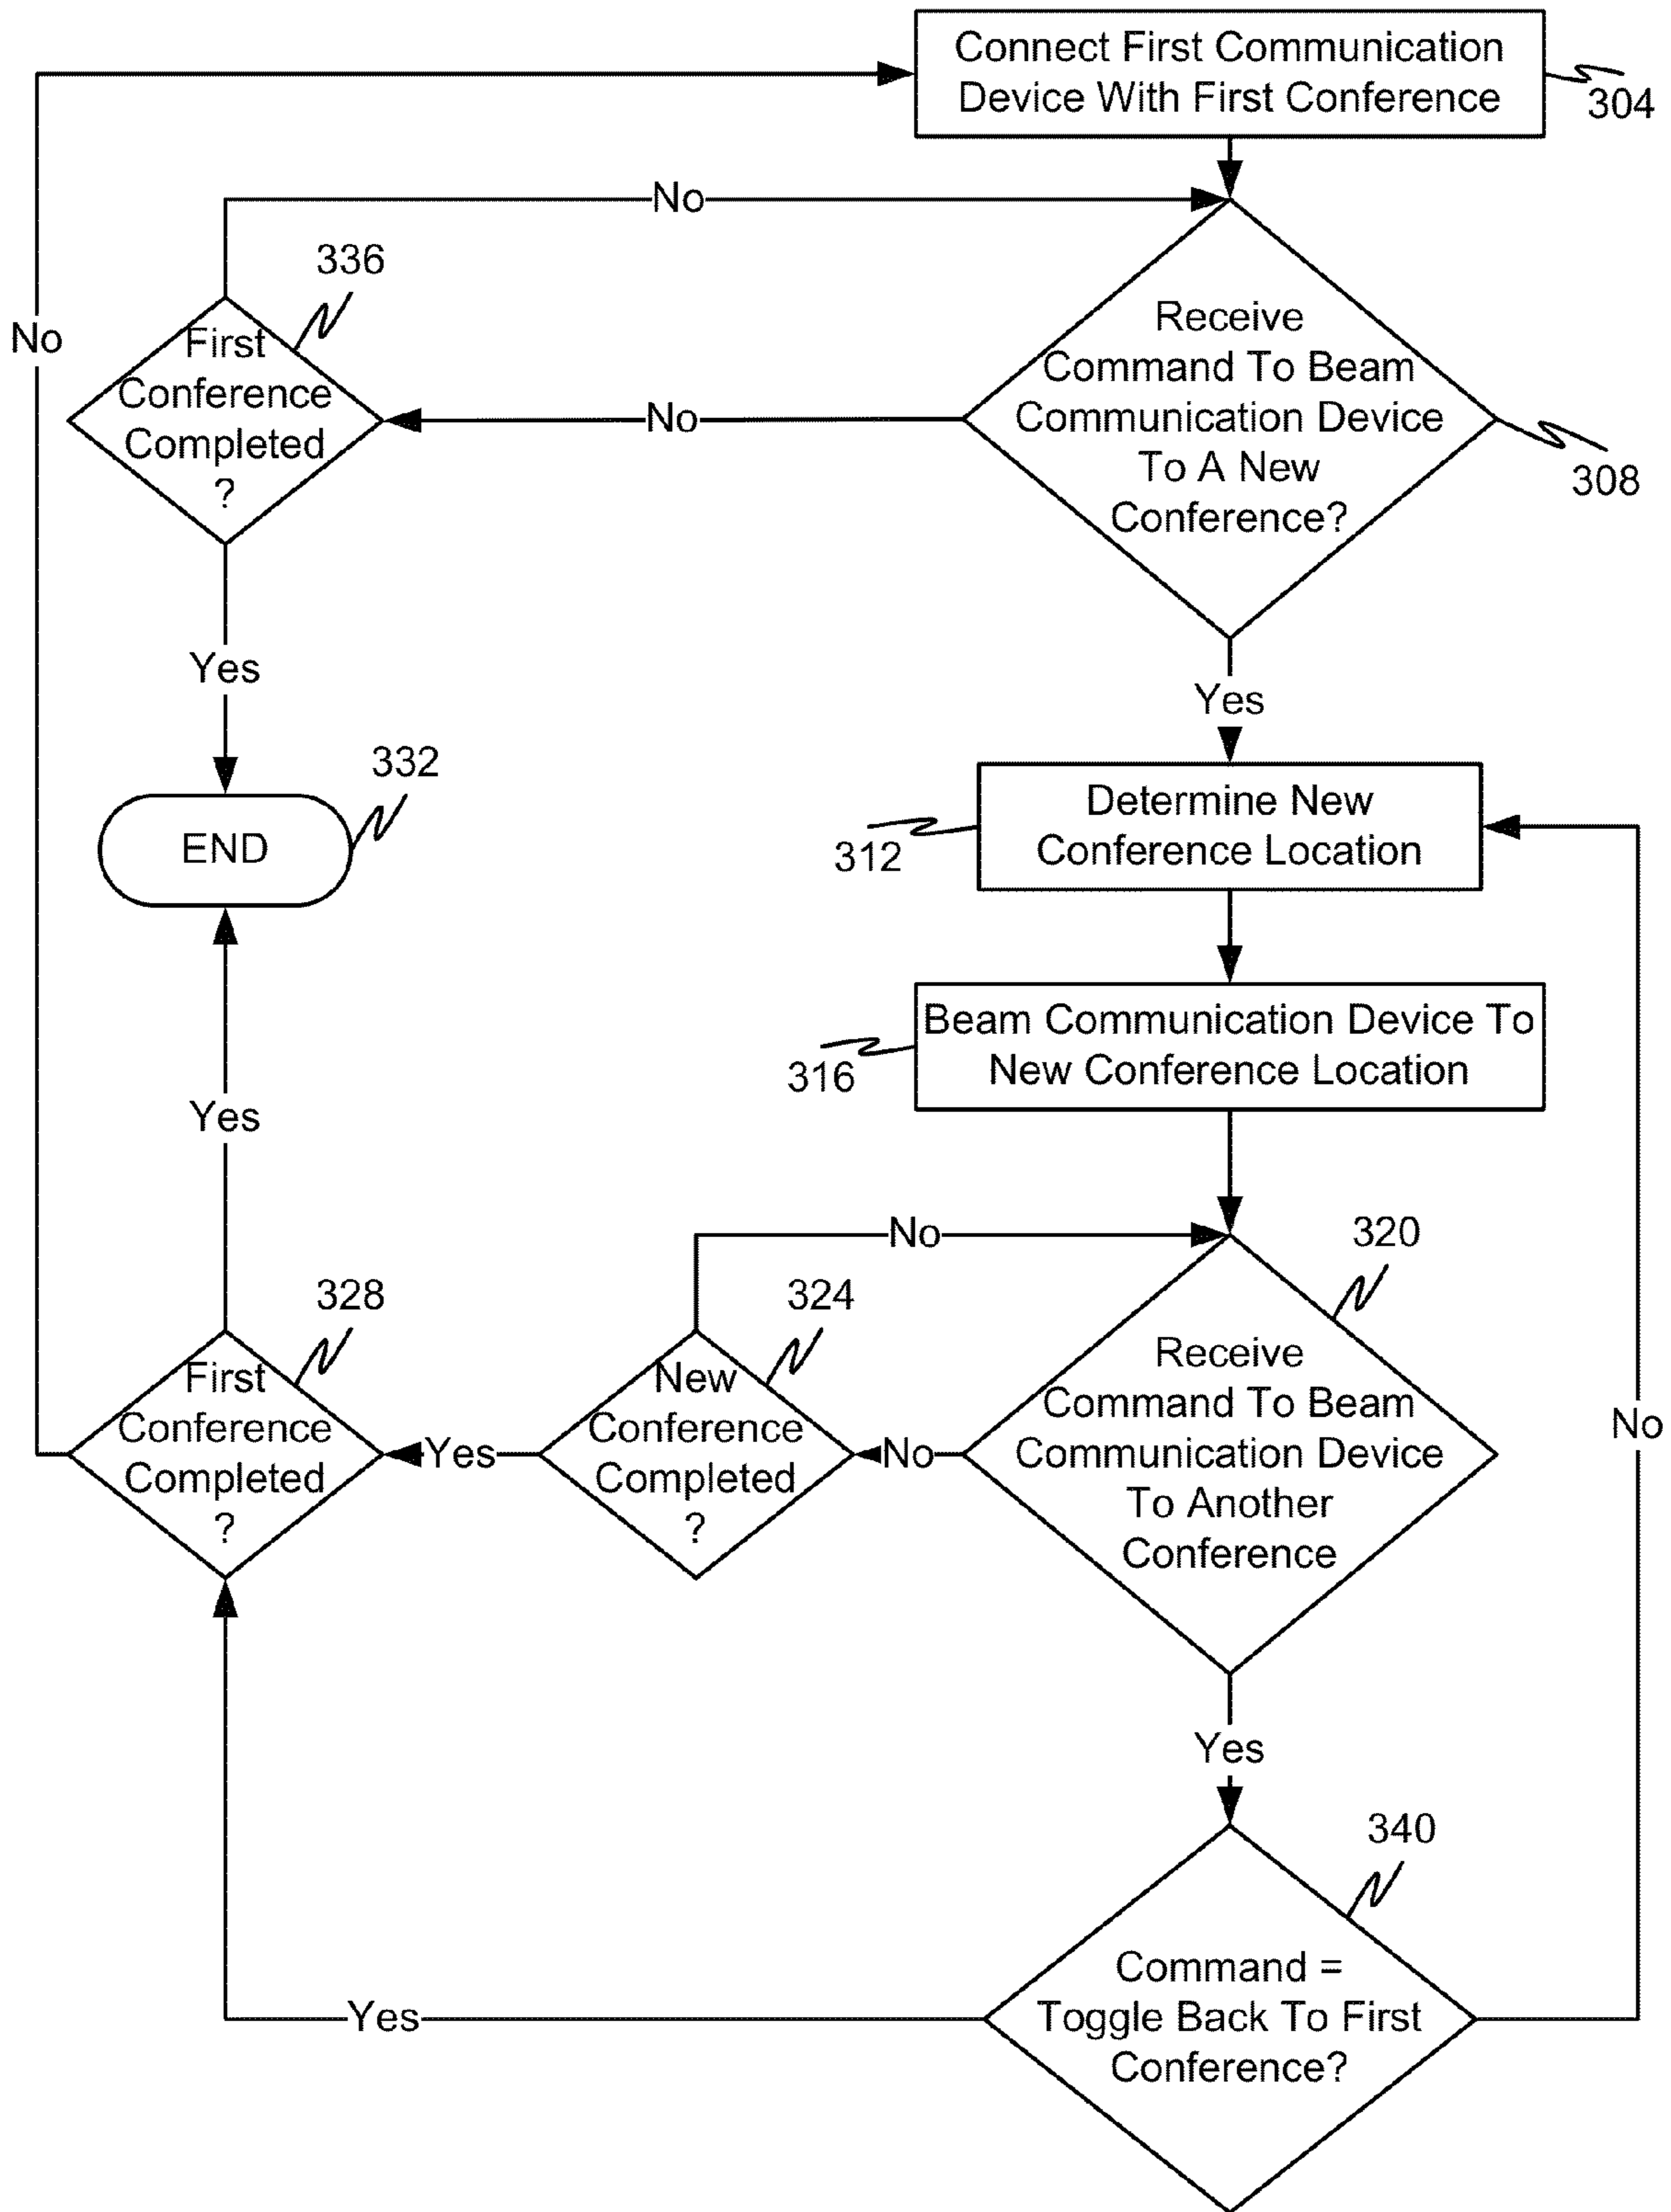 Connect First Communication
Device With First Conference
304
No
336
First
Conference
Completed
?
No
No
Receive
Command To Beam
Communication Device
To A New
Conference?
308
Yes
Yes
332
END
Determine New
Conference Location
312
Beam Communication Device To
New Conference Location
316
Yes
No
320
328
324
First
Conference
Completed
?
Yes
New
Conference
Completed
?
No
Receive
Command To Beam
Communication Device
To Another
Conference
No
Yes
340
Command =
Toggle Back To First
Conference?
Yes